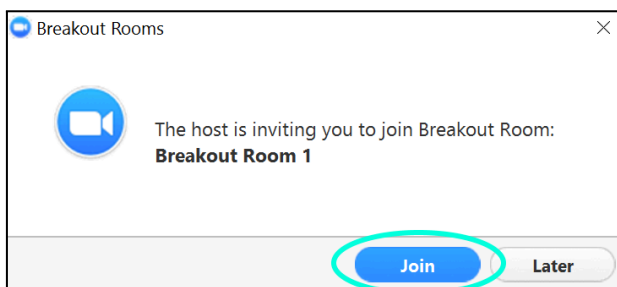 Breakout Rooms
The host is inviting you to join Breakout Room:
Breakout Room 1
Join Later